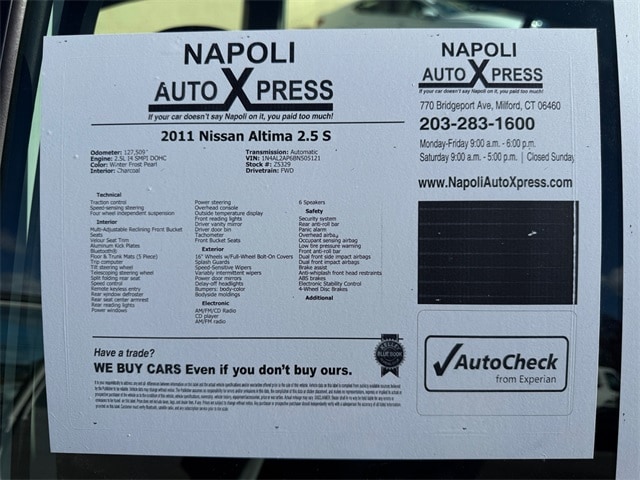 NAPOLI
AUTO XPRESS
If your car doesn't say Napoli on it, you paid too much!
2011 Nissan Altima 2.5 S
Odometer: 127,509
Engine: 2.5L I4 SMPI DOHC
Color: Winter Frost Pearl
Interior: Charcoal
Transmission: Automatic
VIN: 1N4AL2AP6BN505121
Stock #: Z5329
Drivetrain: FWD
Technical
Traction control
Speed-sensing steering
Four wheel independent suspension
Interior
Multi-Adjustable Reclining Front Bucket
Seats
Velour Seat Trim
Aluminum Kick Plates
Bluetooth®
Floor & Trunk Mats (5 Piece)
Trip computer
Tilt steering wheel
Telescoping steering wheel
Split folding rear seat
Speed control
Remote keyless entry
Rear window defroster
Rear seat center armrest
Rear reading lights
Power windows
Power steering
Overhead console
Outside temperature display
Front reading lights
Driver vanity mirror
Driver door bin
Tachometer
Front Bucket Seats
Exterior
16" Wheels w/Full-Wheel Bolt-On Covers
Splash Guards
Speed-Sensitive Wipers
Variably intermittent wipers
Power door mirrors
Delay-off headlights
Bumpers: body-color
Bodyside moldings
Electronic
AM/FM/CD Radio
CD player
AM/FM radio
6 Speakers
Safety
Security system
Rear anti-roll bar
Panic alarm
Overhead airbag
Occupant sensing airbag
Low tire pressure warning
Front anti-roll bar
Dual front side impact airbags
Dual front impact airbags
Brake assist
Anti-whiplash front head restraints
ABS brakes
Electronic Stability Control
4-Wheel Disc Brakes
Additional
Have a trade?
WE BUY CARS Even if you don't buy ours.
KELLEY
BLUE BOOK
NAPOLI
AUTO XPRESS
If your car doesn't say Napoli on it, you paid too much!
770 Bridgeport Ave, Milford, CT 06460
203-283-1600
Monday-Friday 9:00 a.m. - 6:00 p.m.
Saturday 9:00 a.m. - 5:00 p.m. | Closed Sunday
www.NapoliAutoXpress.com
AutoCheck
from Experian